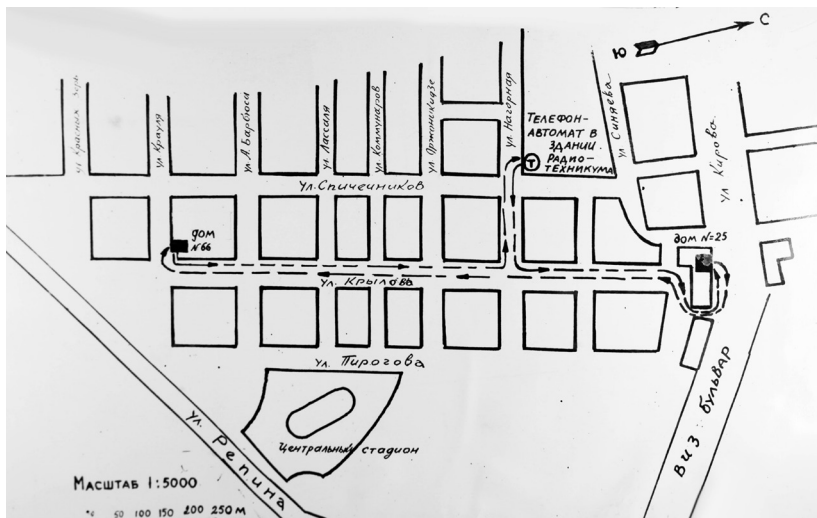 Ю
С
ул. Красных Зорь
ул. Крауля
ул. А. Барбюса
ул. Лассаля
ул. Коммунаров
ул. Оржоникидзе
ул. Нагорная
ТЕЛЕФОН-
АВТОМАТ В
ЗДАНИИ
РАДИО-
ТЕХНИКУМА
Т
ул. Синяева
ул. Кирова
ул. Спичечников
ДОМ
№66
дом №25
ул. Крылова
ул. Пирогова
Центральный стадион
ул. Репина
ВИЗ бульвар
МАСШТАБ 1:5000
50 100 150 200 250 м